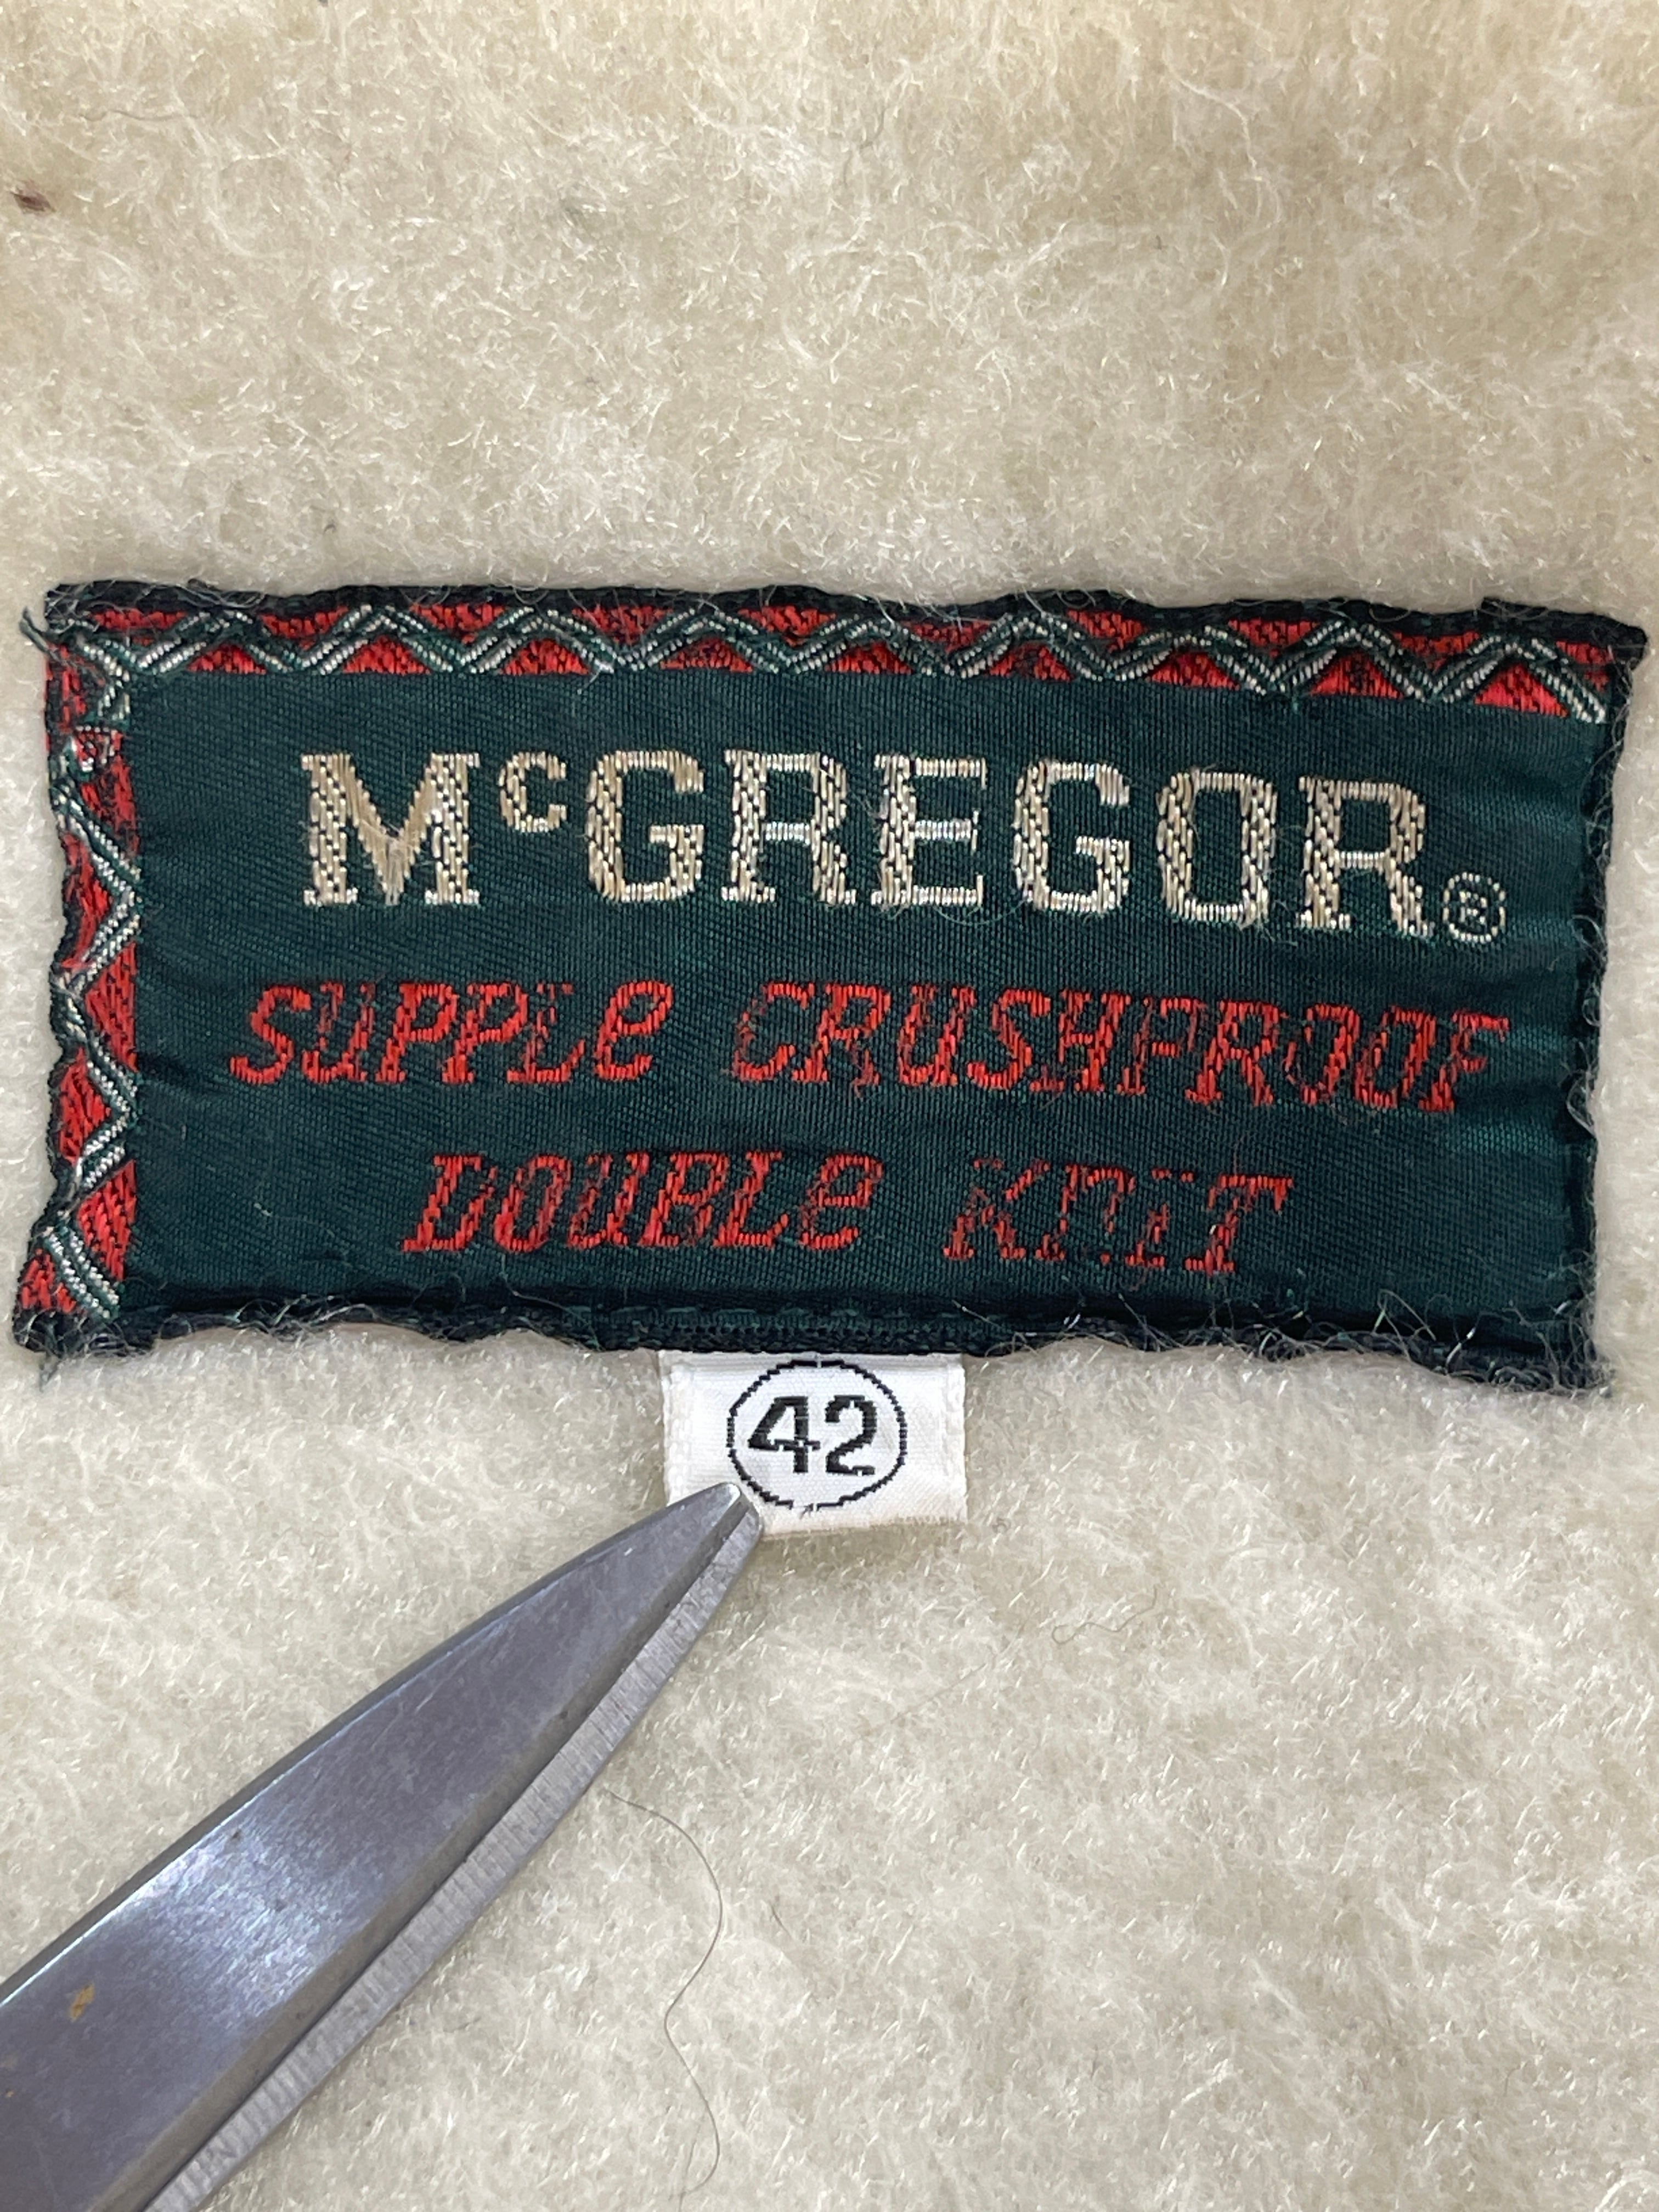 McGREGOR®
SUPPLE CRUSHPROOF
DOUBLE KNIT
42